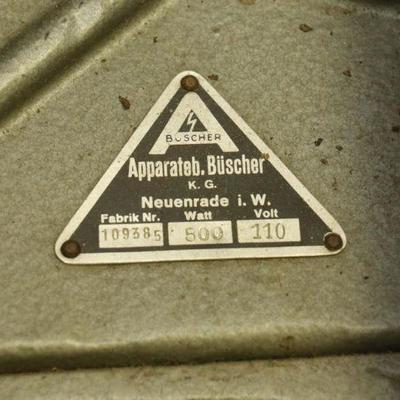 A
BÜSCHER
Apparateb. Büscher
K. G.
Neuenrade i. W.
Fabrik Nr. Watt Volt
109385 500 110